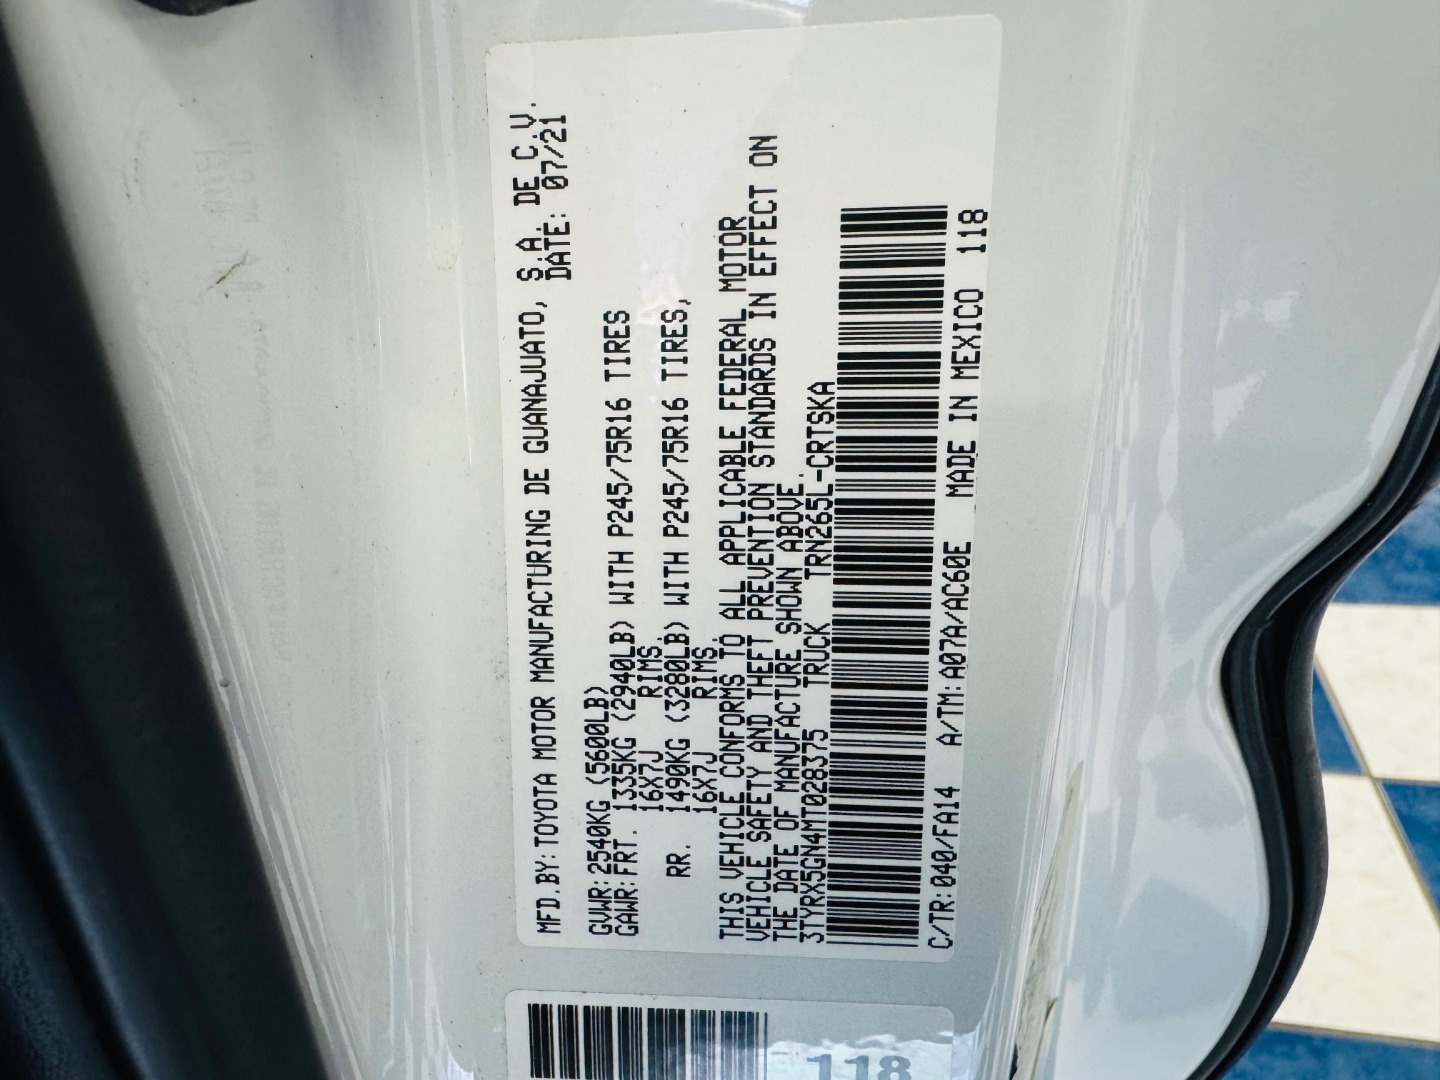 MFD.BY:TOYOTA MOTOR MANUFACTURING DE GUANAJUATO, S.A. DE C.V.
DATE: 07/21
GVWR:2540KG (5600LB)
GAWR:FRT. 1335KG (2940LB) WITH P245/75R16 TIRES
16X7J RIMS.
RR. 1490KG (3280LB) WITH P245/75R16 TIRES,
16X7J RIMS.
THIS VEHICLE CONFORMS TO ALL APPLICABLE FEDERAL MOTOR
VEHICLE SAFETY AND THEFT PREVENTION STANDARDS IN EFFECT ON
THE DATE OF MANUFACTURE SHOWN ABOVE.
3TYRX5GN4MT028375 TRUCK TRN265L-CRTSKA
C/TR:040/FA14 A/TM:A07A/AC60E MADE IN MEXICO 118
118